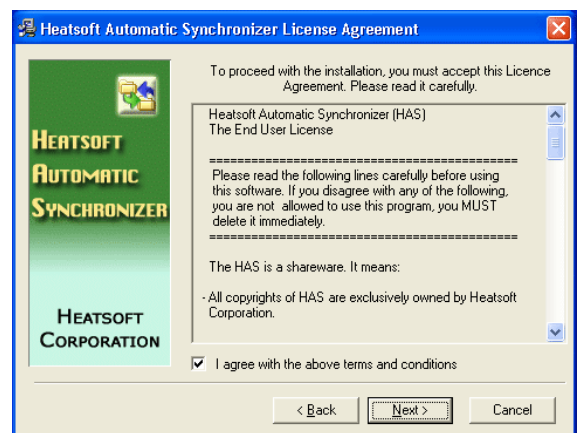 Heatsoft Automatic Synchronizer License Agreement
To proceed with the installation, you must accept this Licence
Agreement. Please read it carefully.
HEATSOFT
AUTOMATIC
SYNCHRONIZER
HEATSOFT
CORPORATION
Heatsoft Automatic Synchronizer (HAS)
The End User License
============================================
Please read the following lines carefully before using
this software. If you disagree with any of the following,
you are not allowed to use this program, you MUST
delete it immediately.
============================================
The HAS is a shareware. It means:
- All copyrights of HAS are exclusively owned by Heatsoft
Corporation.
I agree with the above terms and conditions
< Back
Next >
Cancel